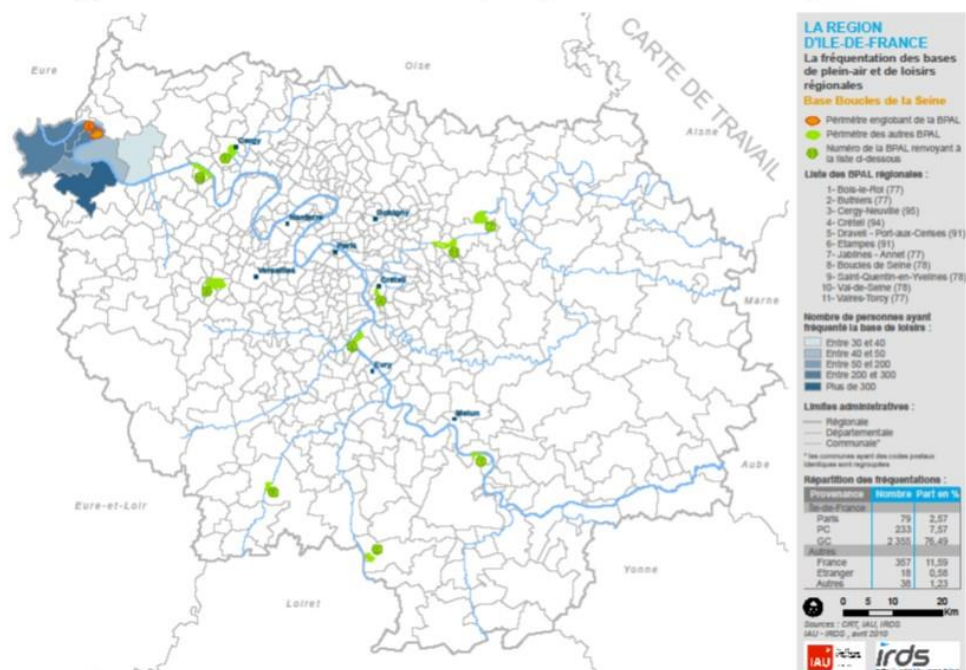 LA REGION
D'ILE-DE-FRANCE
La fréquentation des bases
de plein-air et de loisirs
régionales
Base Boucles de la Seine
Périmètre englobant de la BPAL
Périmètre des autres BPAL
Numéro de la BPAL renvoyant à
la liste ci-dessous
Liste des BPAL régionales :
1- Bois-le-Roi (77)
2- Buthiers (77)
3- Cergy-Neuville (95)
4- Créteil (94)
5- Draveil - Port-aux-Cerises (91)
6- Etampes (91)
7- Jablines - Annet (77)
8- Boucles de Seine (78)
9- Saint-Quentin-en-Yvelines (78)
10- Val-de-Seine (78)
11- Vaires-Torcy (77)
Nombre de personnes ayant
fréquenté la base de loisirs :
Entre 30 et 40
Entre 40 et 50
Entre 50 et 200
Entre 200 et 300
Plus de 300
Limites administratives :
Régionale
Départementale
Communale*
* les communes ayant des codes postaux
identiques sont regroupées
Répartition des fréquentations :
Provenance Nombre Part en %
Ile-de-France
Paris 79 2,57
PC 233 7,57
GC 2 355 76,49
Autres
France 357 11,59
Etranger 18 0,58
Autres 38 1,23
0 5 10 20
Km
Sources : CRT, IAU, IRDS
IAU - IRDS , avril 2010
IAU
irds
CARTE DE TRAVAIL
Eure
Oise
Aisne
Marne
Aube
Yonne
Loiret
Eure-et-Loir
Cergy
Nanterre
Bobigny
Paris
Versailles
Créteil
Evry
Melun